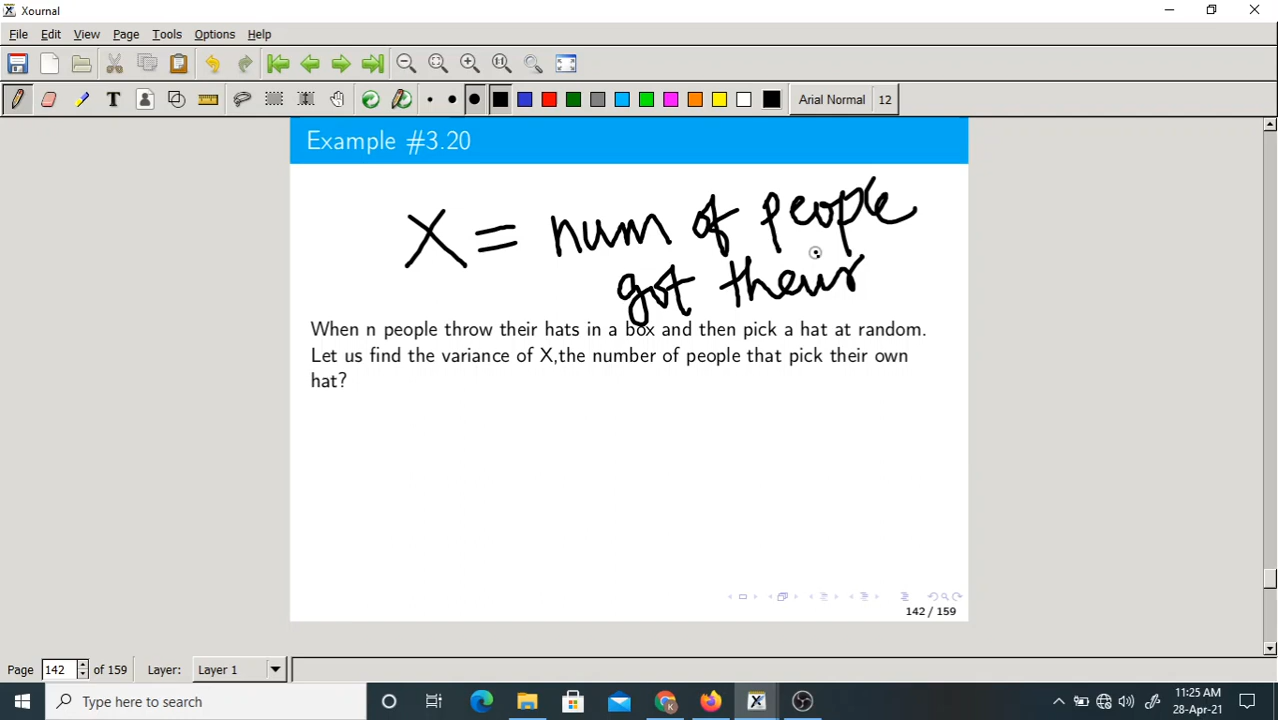 Xournal
File Edit View Page Tools Options Help
Arial Normal 12
Example #3.20
X = num of people
got their
When n people throw their hats in a box and then pick a hat at random.
Let us find the variance of X,the number of people that pick their own
hat?
142 / 159
Page 142 of 159 Layer: Layer 1
Type here to search
11:25 AM
28-Apr-21